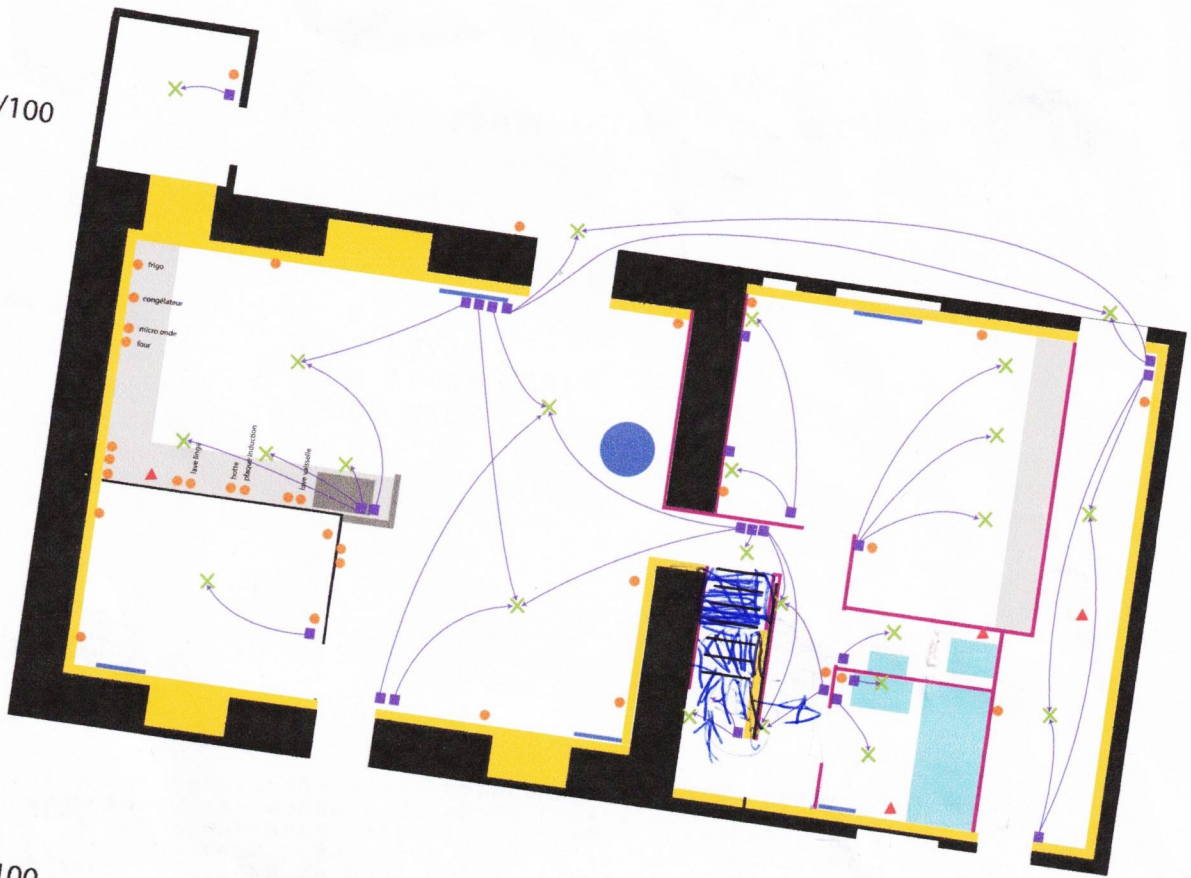 /100
frigo
congélateur
micro onde
four
lave linge
hotte
plaque induction
lave vaisselle
/100